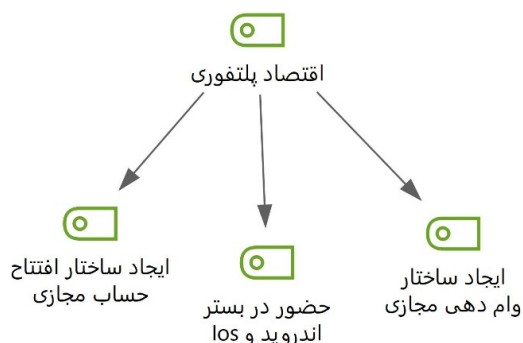 اقتصاد پلتفوری
ایجاد ساختار
وام دهی مجازی
حضور در بستر
اندروید و Ios
ایجاد ساختار افتتاح
حساب مجازی